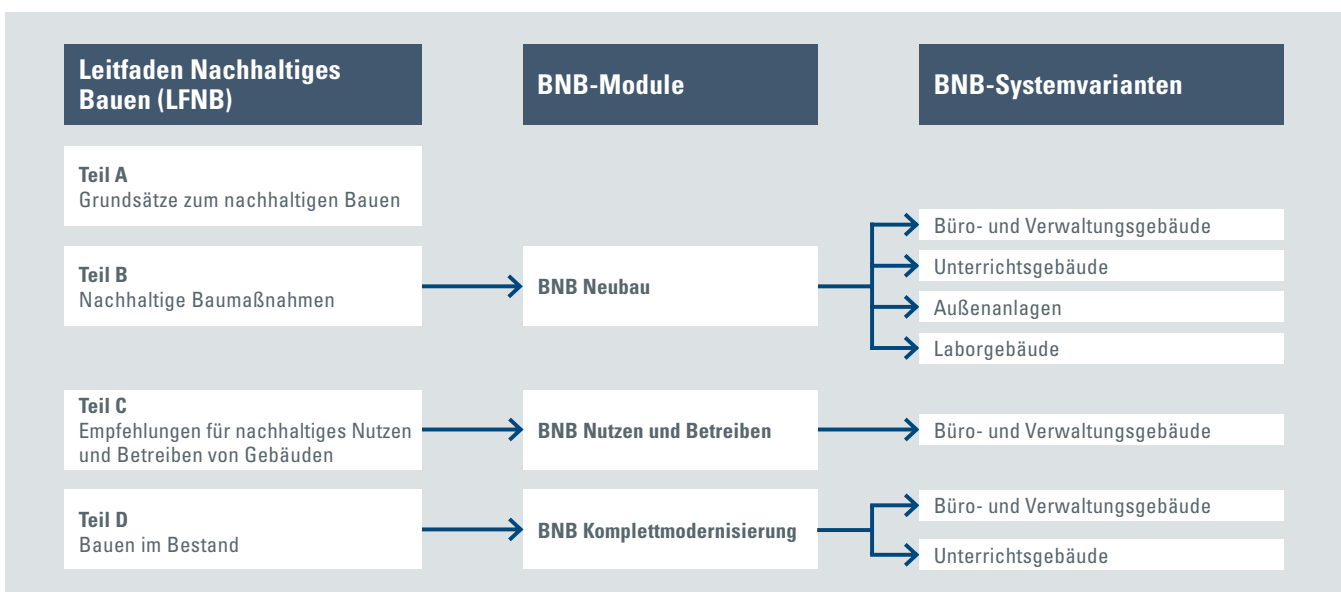 Leitfaden Nachhaltiges
Bauen (LFNB)
BNB-Module
BNB-Systemvarianten
Teil A
Grundsätze zum nachhaltigen Bauen
Teil B
Nachhaltige Baumaßnahmen
BNB Neubau
Büro- und Verwaltungsgebäude
Unterrichtsgebäude
Außenanlagen
Laborgebäude
Teil C
Empfehlungen für nachhaltiges Nutzen
und Betreiben von Gebäuden
BNB Nutzen und Betreiben
Büro- und Verwaltungsgebäude
Teil D
Bauen im Bestand
BNB Komplettmodernisierung
Büro- und Verwaltungsgebäude
Unterrichtsgebäude